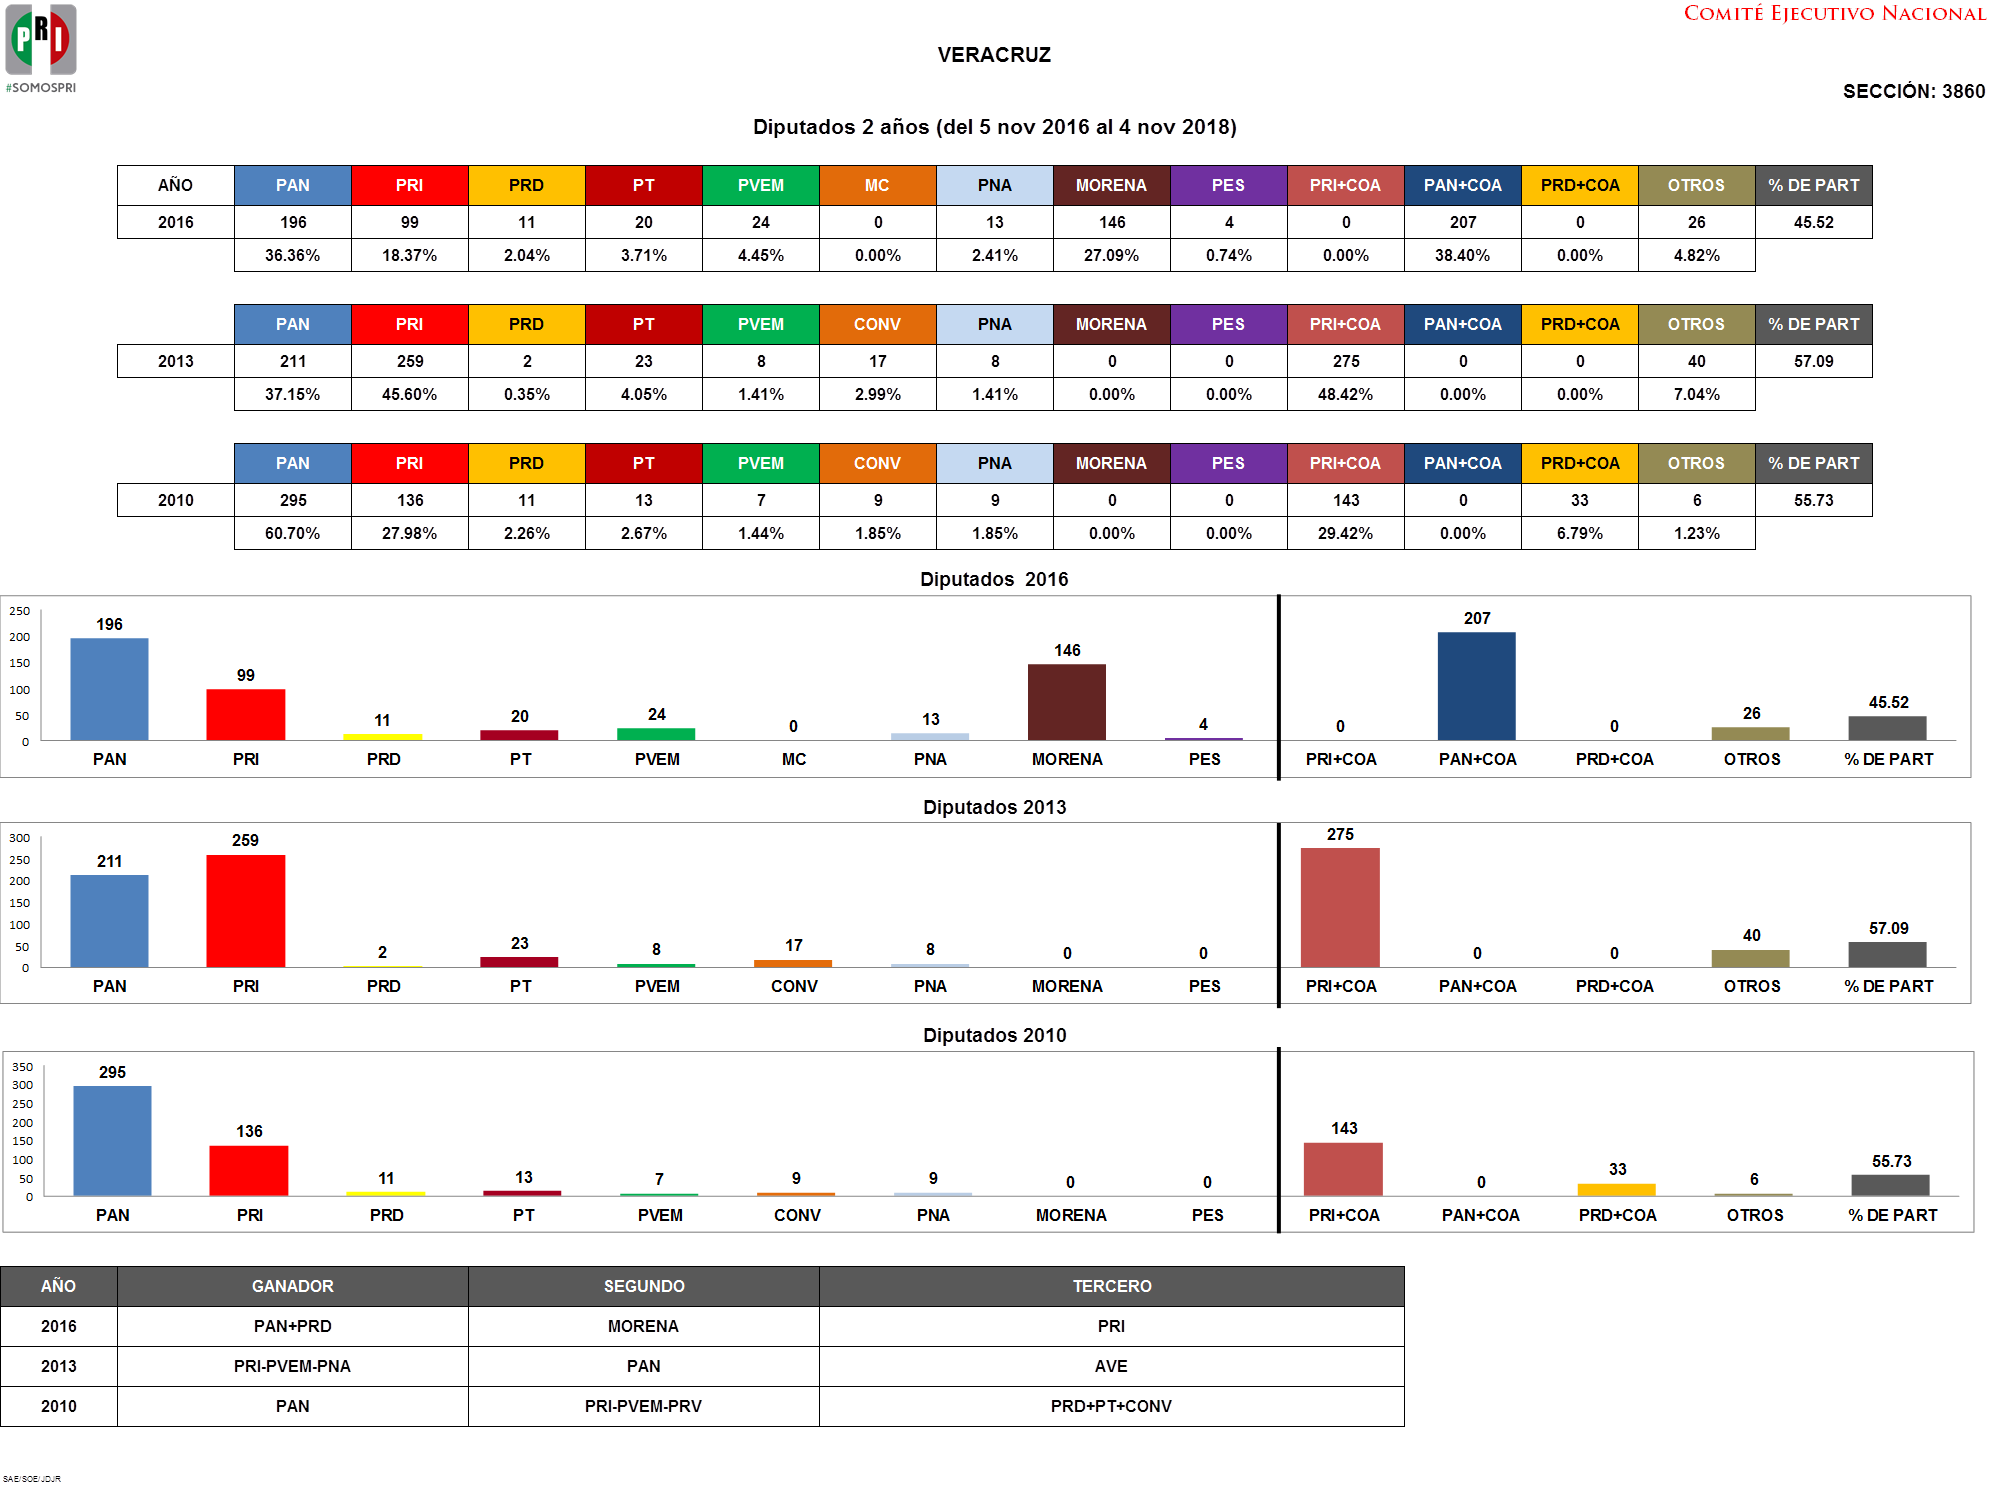 PRI
#SOMOSPRI
COMITÉ EJECUTIVO NACIONAL
VERACRUZ
SECCIÓN: 3860
Diputados 2 años (del 5 nov 2016 al 4 nov 2018)
AÑO PAN PRI PRD PT PVEM MC PNA MORENA PES PRI+COA PAN+COA PRD+COA OTROS % DE PART
2016 196 99 11 20 24 0 13 146 4 0 207 0 26 45.52
36.36% 18.37% 2.04% 3.71% 4.45% 0.00% 2.41% 27.09% 0.74% 0.00% 38.40% 0.00% 4.82%
PAN PRI PRD PT PVEM CONV PNA MORENA PES PRI+COA PAN+COA PRD+COA OTROS % DE PART
2013 211 259 2 23 8 17 8 0 0 275 0 0 40 57.09
37.15% 45.60% 0.35% 4.05% 1.41% 2.99% 1.41% 0.00% 0.00% 48.42% 0.00% 0.00% 7.04%
PAN PRI PRD PT PVEM CONV PNA MORENA PES PRI+COA PAN+COA PRD+COA OTROS % DE PART
2010 295 136 11 13 7 9 9 0 0 143 0 33 6 55.73
60.70% 27.98% 2.26% 2.67% 1.44% 1.85% 1.85% 0.00% 0.00% 29.42% 0.00% 6.79% 1.23%
Diputados 2016
250
200
150
100
50
0
196 99 11 20 24 0 13 146 4 0 207 0 26 45.52
PAN PRI PRD PT PVEM MC PNA MORENA PES PRI+COA PAN+COA PRD+COA OTROS % DE PART
Diputados 2013
300
250
200
150
100
50
0
211 259 2 23 8 17 8 0 0 275 0 0 40 57.09
PAN PRI PRD PT PVEM CONV PNA MORENA PES PRI+COA PAN+COA PRD+COA OTROS % DE PART
Diputados 2010
350
300
250
200
150
100
50
0
295 136 11 13 7 9 9 0 0 143 0 33 6 55.73
PAN PRI PRD PT PVEM CONV PNA MORENA PES PRI+COA PAN+COA PRD+COA OTROS % DE PART
AÑO GANADOR SEGUNDO TERCERO
2016 PAN+PRD MORENA PRI
2013 PRI-PVEM-PNA PAN AVE
2010 PAN PRI-PVEM-PRV PRD+PT+CONV
SAE/SOE/JDJR